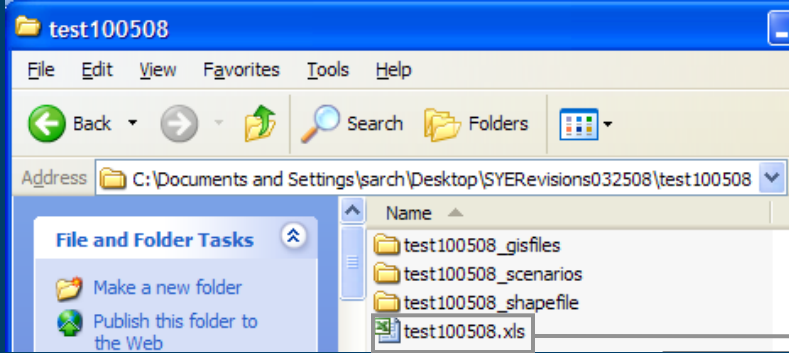 test100508
File Edit View Favorites Tools Help
Back Search Folders
Address C:\Documents and Settings\sarch\Desktop\SYERevisions032508\test100508
Name
File and Folder Tasks
test100508_gisfiles
test100508_scenarios
Make a new folder
test100508_shapefile
Publish this folder to
the Web
test100508.xls